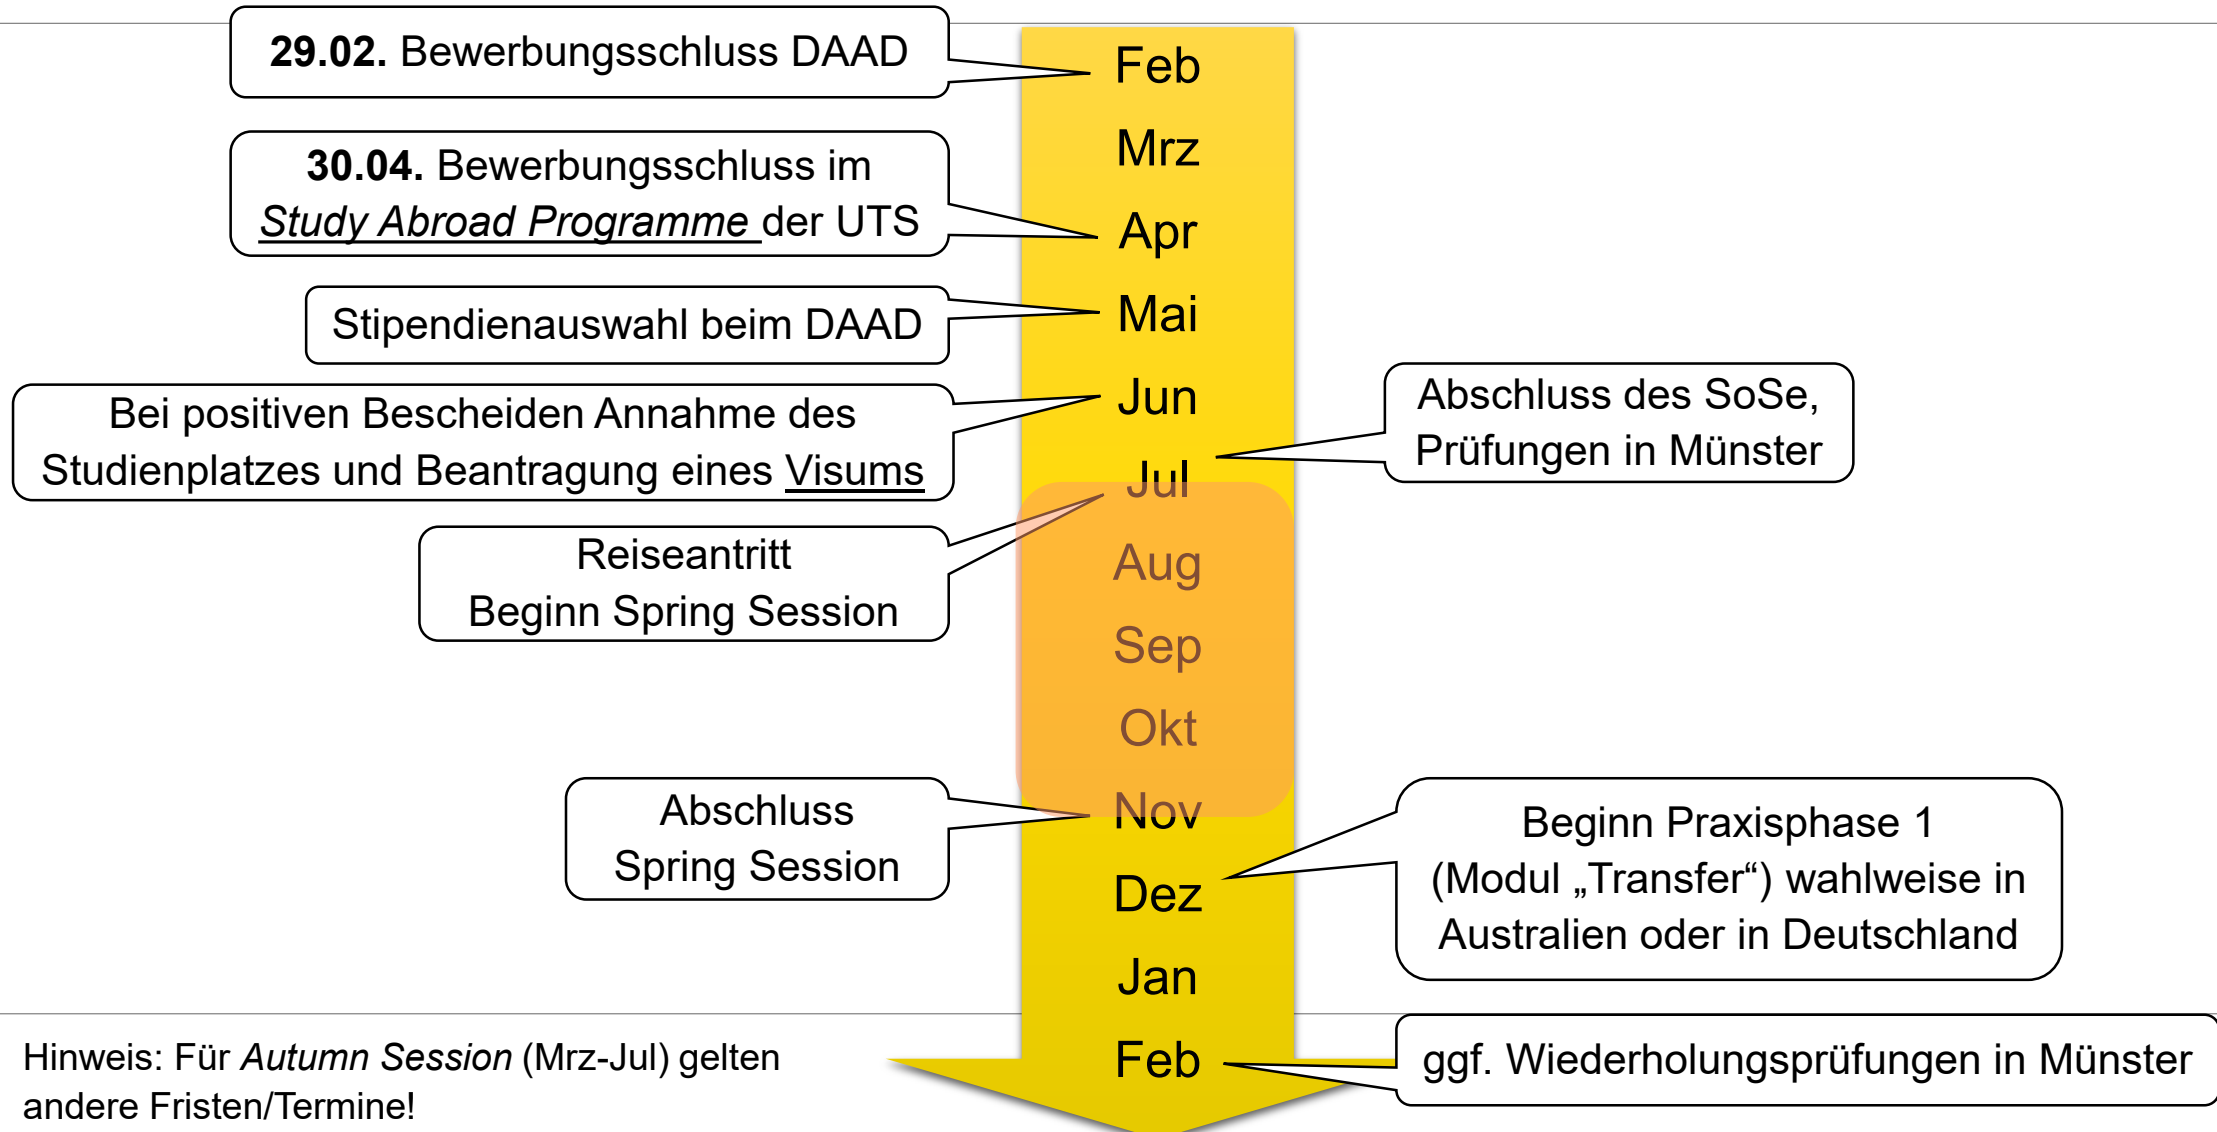 29.02. Bewerbungsschluss DAAD
Feb
Mrz
30.04. Bewerbungsschluss im
Study Abroad Programme der UTS
Apr
Stipendienauswahl beim DAAD
Mai
Bei positiven Bescheiden Annahme des
Studienplatzes und Beantragung eines Visums
Jun
Abschluss des SoSe,
Prüfungen in Münster
Jul
Reiseantritt
Beginn Spring Session
Aug
Sep
Okt
Abschluss
Spring Session
Nov
Beginn Praxisphase 1
(Modul „Transfer“) wahlweise in
Australien oder in Deutschland
Dez
Jan
Feb
ggf. Wiederholungsprüfungen in Münster
Hinweis: Für Autumn Session (Mrz-Jul) gelten
andere Fristen/Termine!